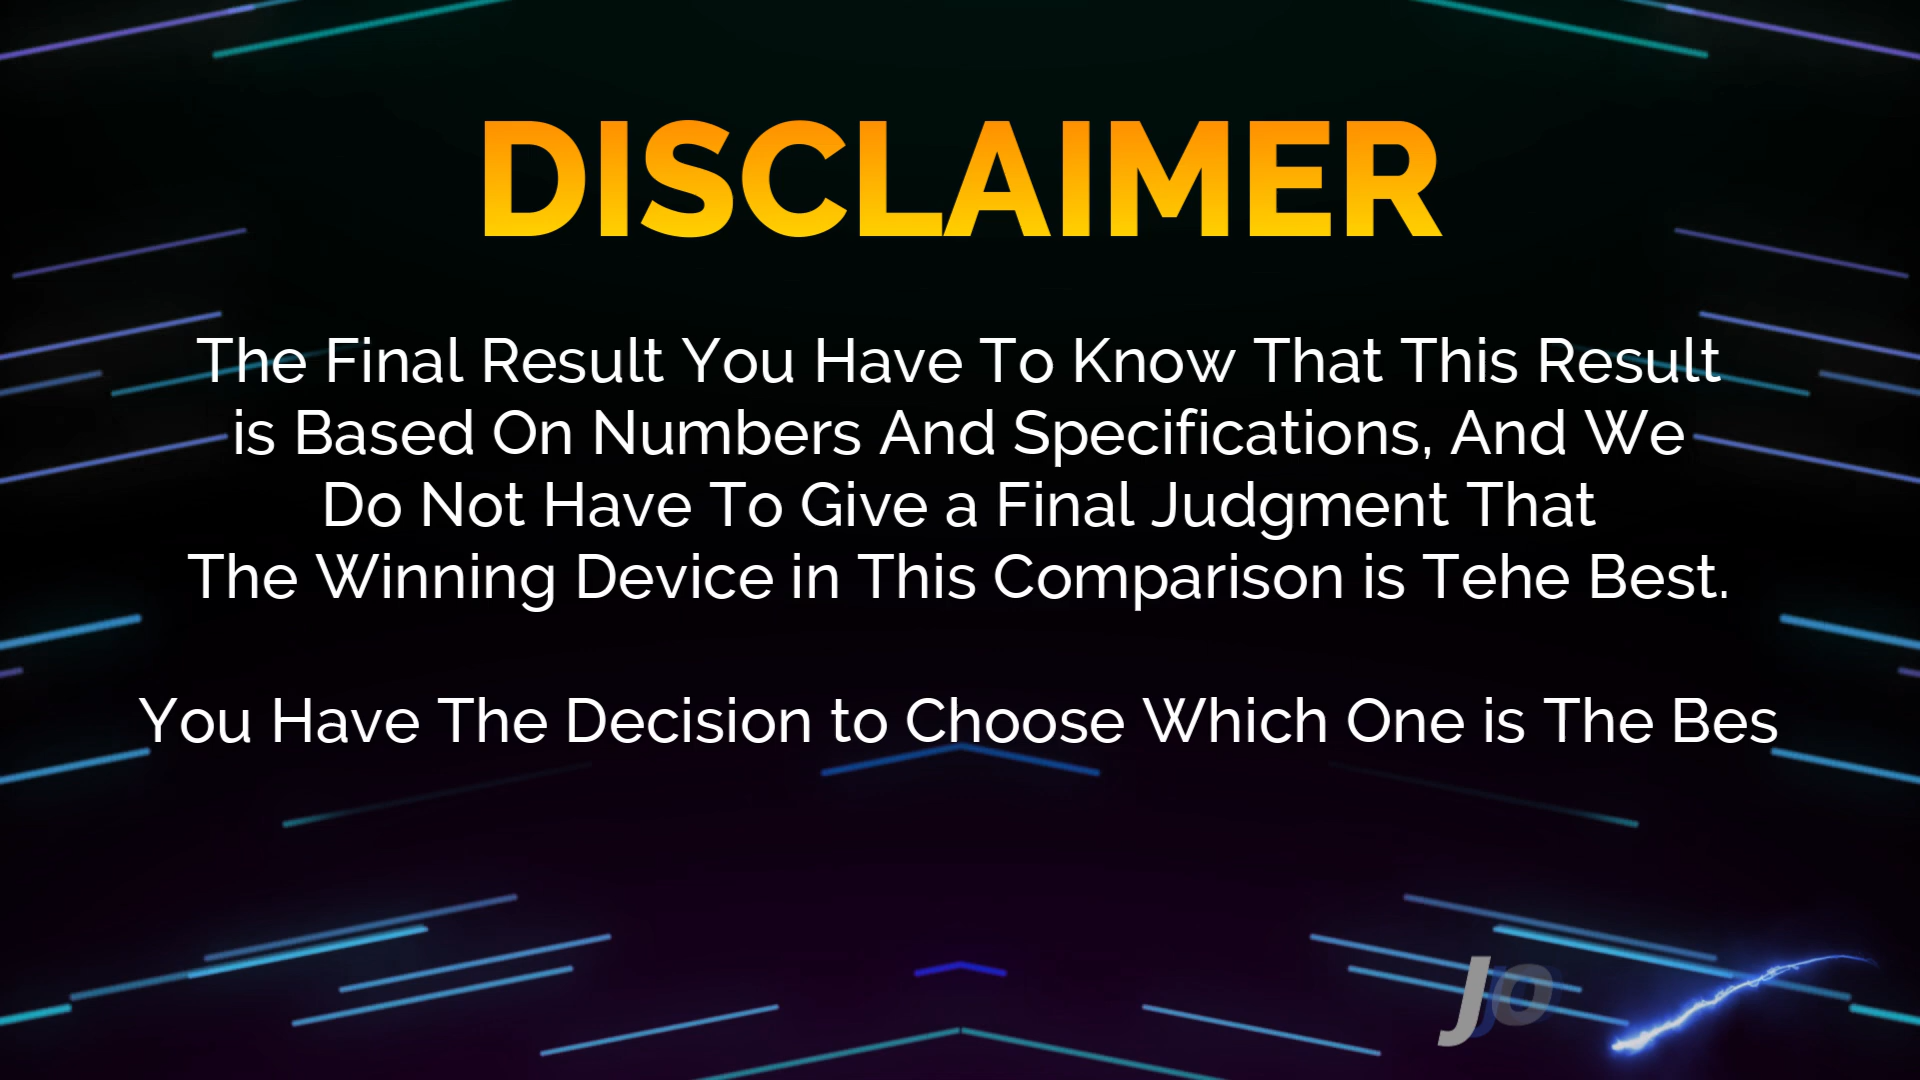 DISCLAIMER
The Final Result You Have To Know That This Result
is Based On Numbers And Specifications, And We
Do Not Have To Give a Final Judgment That
The Winning Device in This Comparison is Tehe Best.
You Have The Decision to Choose Which One is The Bes
JO